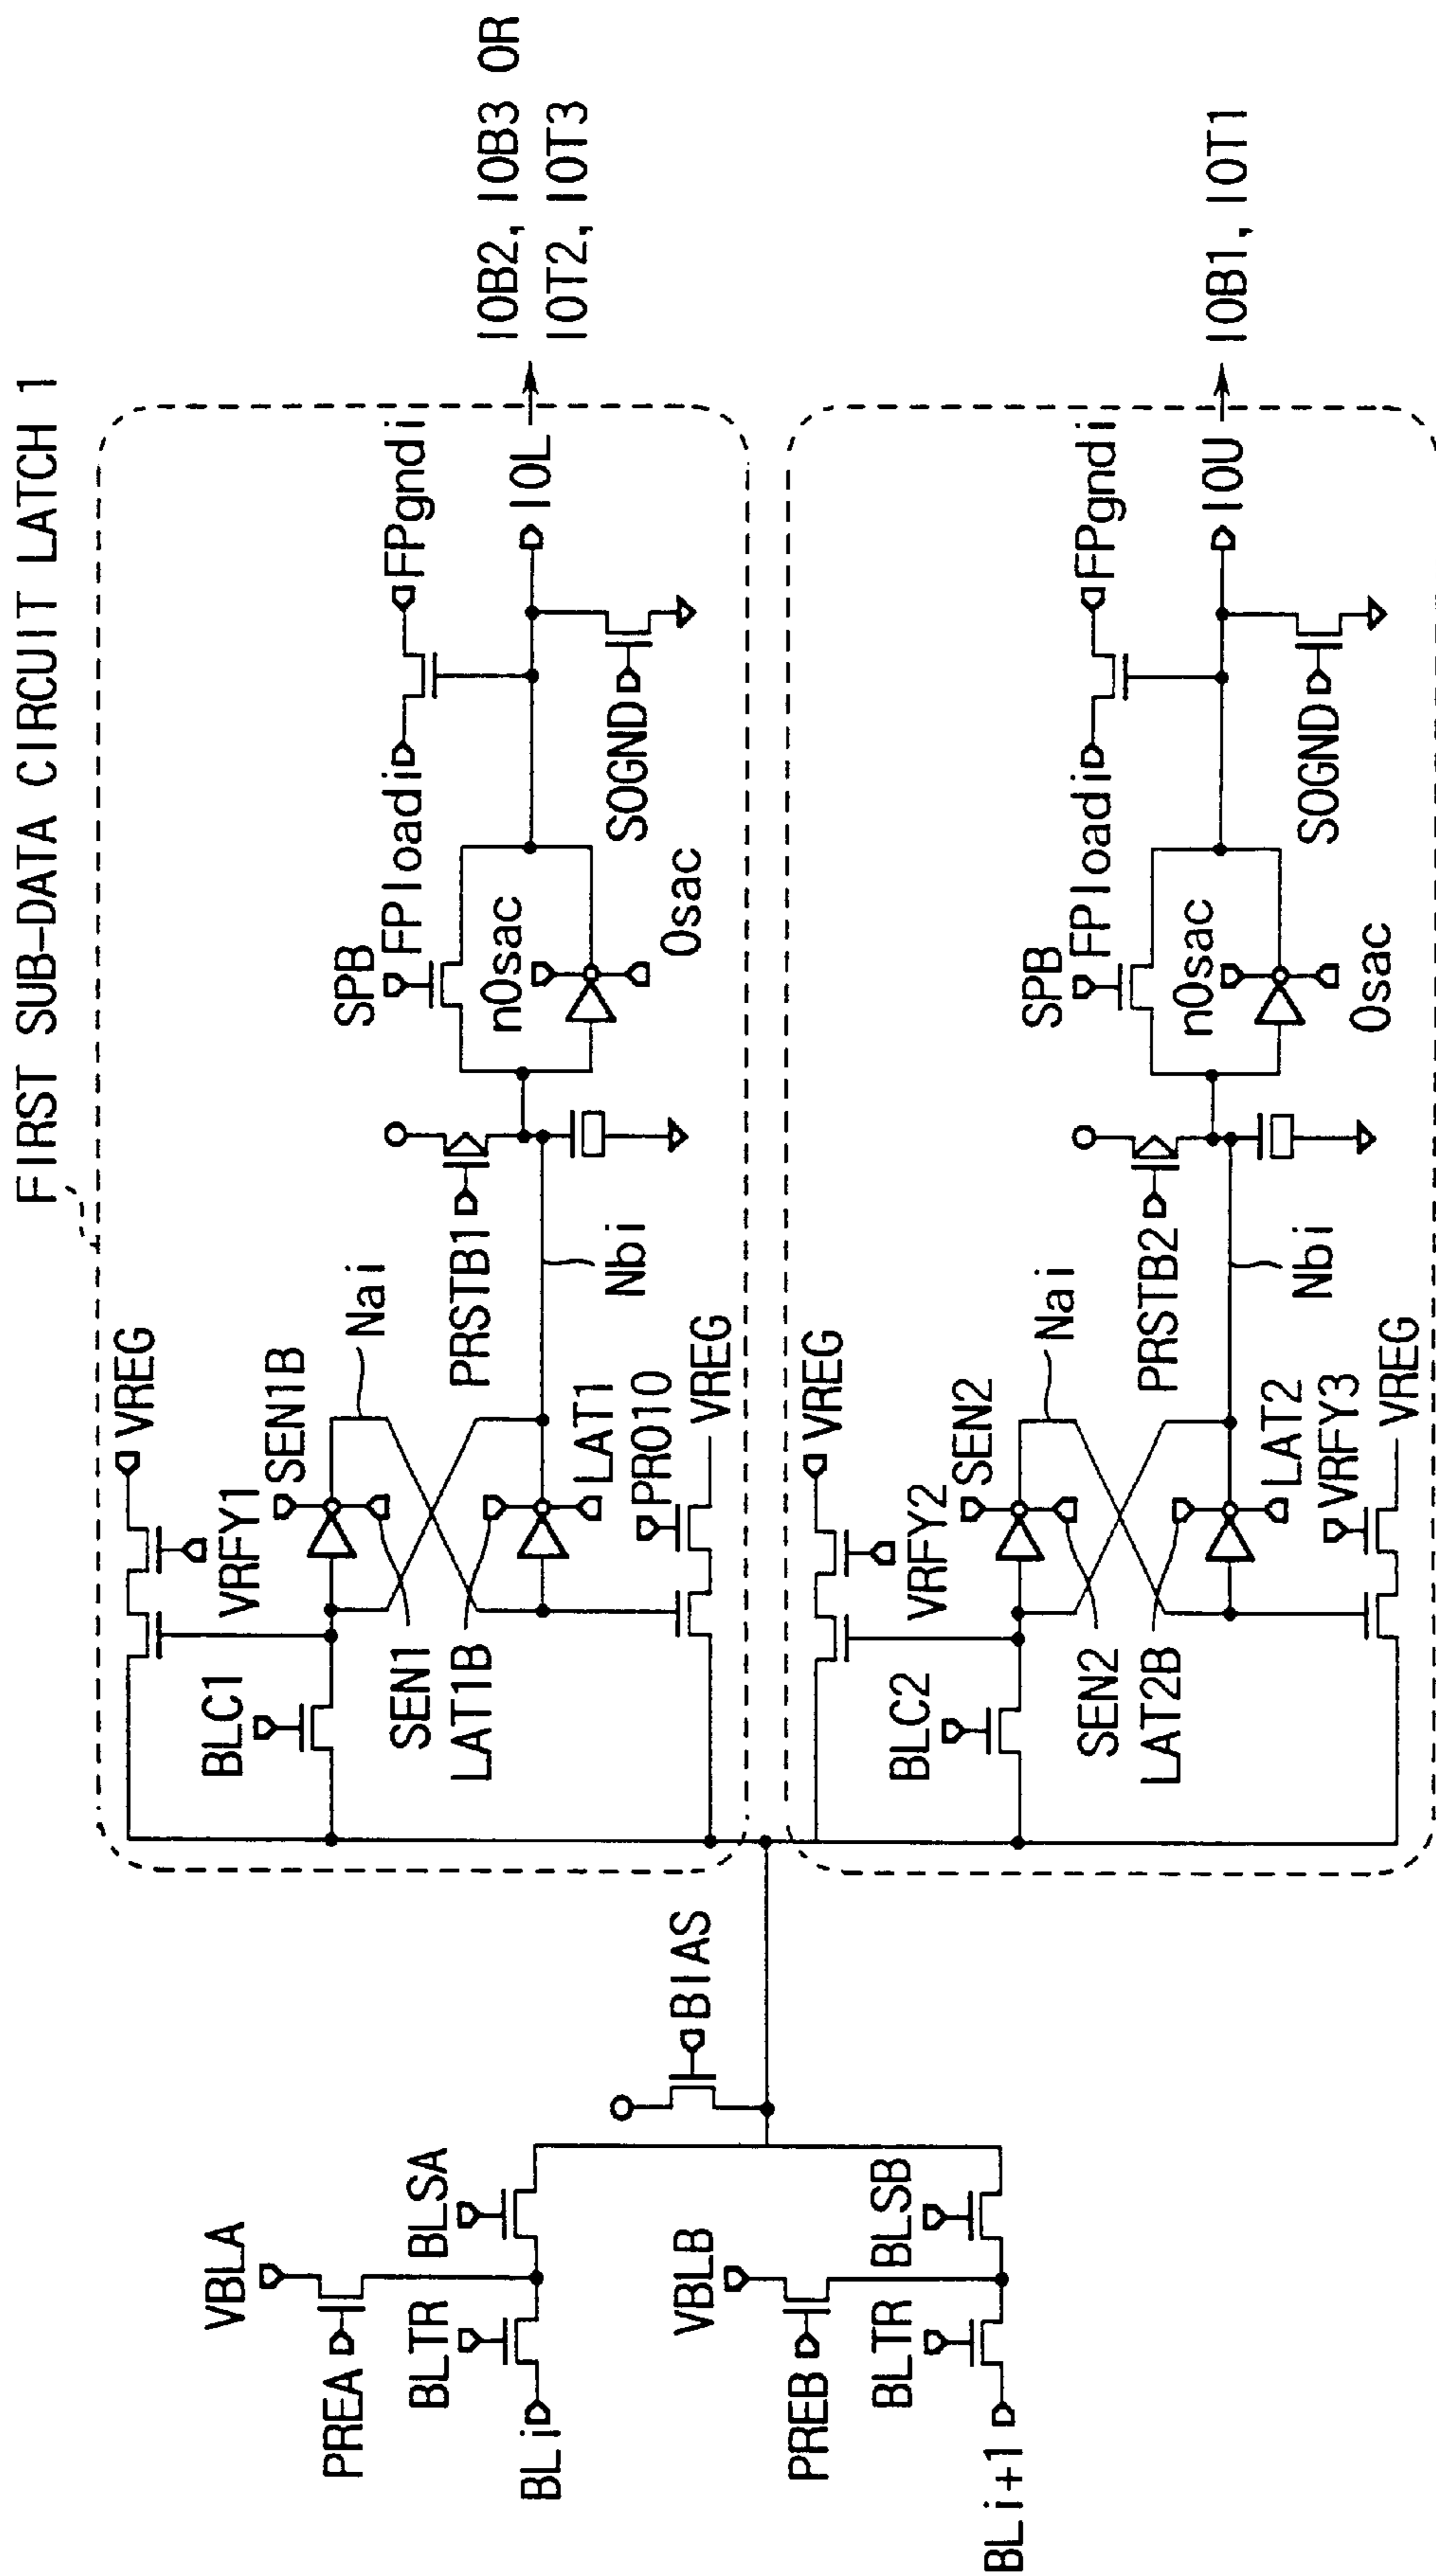 FIRST SUB-DATA CIRCUIT LATCH 1
VREG
VRFY1
SEN1B
Nai
BLC1
SEN1
LAT1B
LAT1
PRO10
VREG
PRSTB1
Nbi
SPB
nOsac
Osac
FPloadi
FPgndi
SOGND
IOL
IOB2, IOB3 OR
IOT2, IOT3
VBLA
PREA
BLTR
BLSA
BLi
BIAS
VBLB
PREB
BLTR
BLSB
BLi+1
VREG
VRFY2
SEN2
Nai
BLC2
SEN2
LAT2B
LAT2
VRFY3
VREG
PRSTB2
Nbi
SPB
nOsac
Osac
FPloadi
FPgndi
SOGND
IOU
IOB1, IOT1